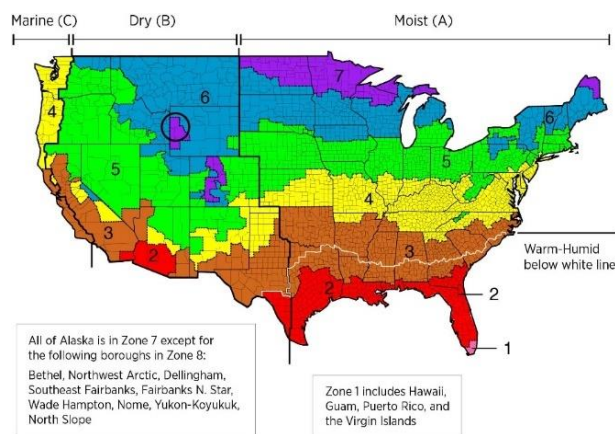 Marine (C)
Dry (B)
Moist (A)
7
6
6
4
5
5
4
3
3
2
2
Warm-Humid
below white line
2
1
All of Alaska is in Zone 7 except for
the following boroughs in Zone 8:
Bethel, Northwest Arctic, Dellingham,
Southeast Fairbanks, Fairbanks N. Star,
Wade Hampton, Nome, Yukon-Koyukuk,
North Slope
Zone 1 includes Hawaii,
Guam, Puerto Rico, and
the Virgin Islands